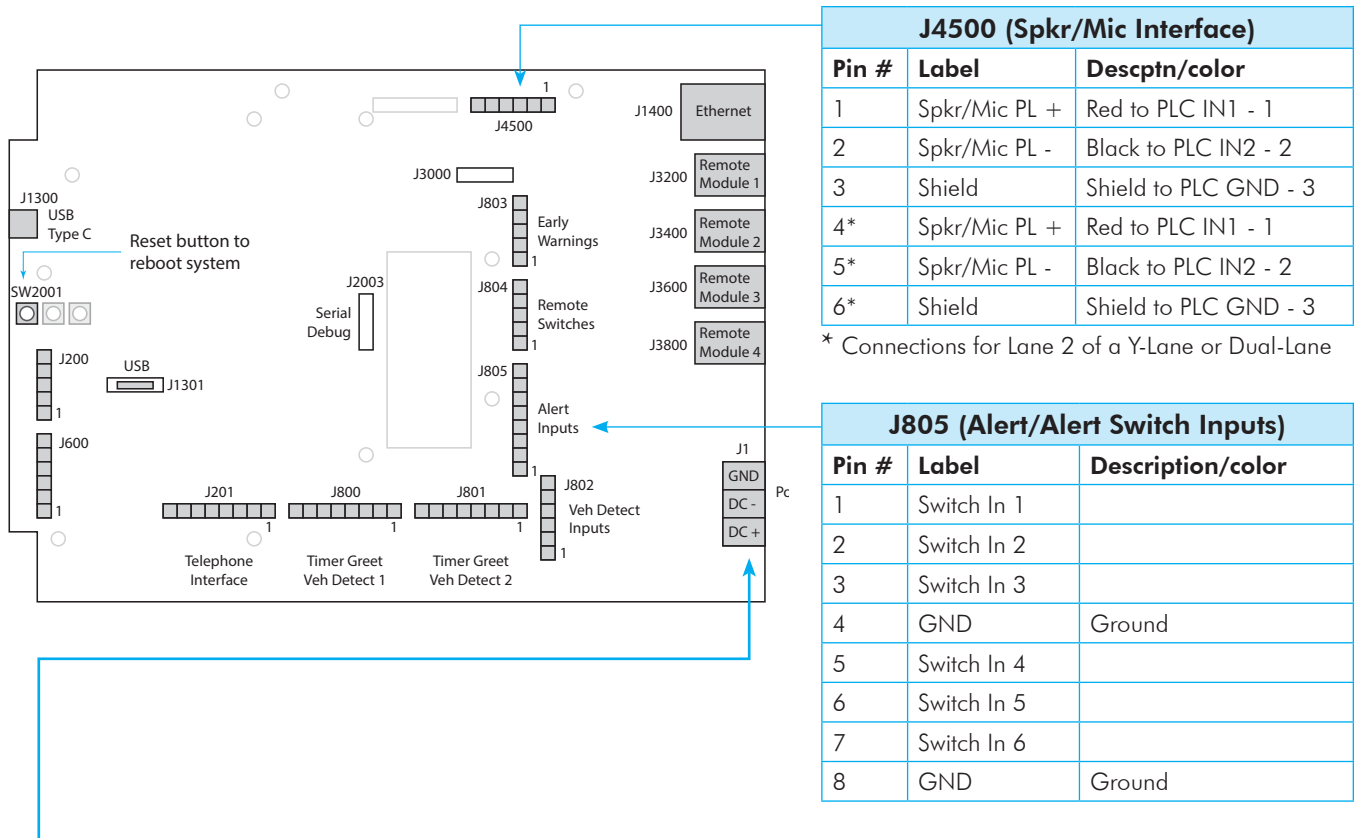 J4500 (Spkr/Mic Interface)
Pin # Label Descptn/color
1 Spkr/Mic PL + Red to PLC IN1 - 1
2 Spkr/Mic PL - Black to PLC IN2 - 2
3 Shield Shield to PLC GND - 3
4* Spkr/Mic PL + Red to PLC IN1 - 1
5* Spkr/Mic PL - Black to PLC IN2 - 2
6* Shield Shield to PLC GND - 3
* Connections for Lane 2 of a Y-Lane or Dual-Lane
J805 (Alert/Alert Switch Inputs)
Pin # Label Description/color
1 Switch In 1
2 Switch In 2
3 Switch In 3
4 GND Ground
5 Switch In 4
6 Switch In 5
7 Switch In 6
8 GND Ground
1
J4500
J1400
Ethernet
J3000
J3200
Remote
Module 1
J1300
USB
Type C
J803
Early
Warnings
1
J3400
Remote
Module 2
Reset button to
reboot system
SW2001
J2003
Serial
Debug
J804
Remote
Switches
1
J3600
Remote
Module 3
J3800
Remote
Module 4
J200
1
USB
J1301
J805
Alert
Inputs
1
J600
1
J1
GND
DC -
DC +
Pc
J201
1
Telephone
Interface
J800
1
Timer Greet
Veh Detect 1
J801
1
Timer Greet
Veh Detect 2
J802
Veh Detect
Inputs
1